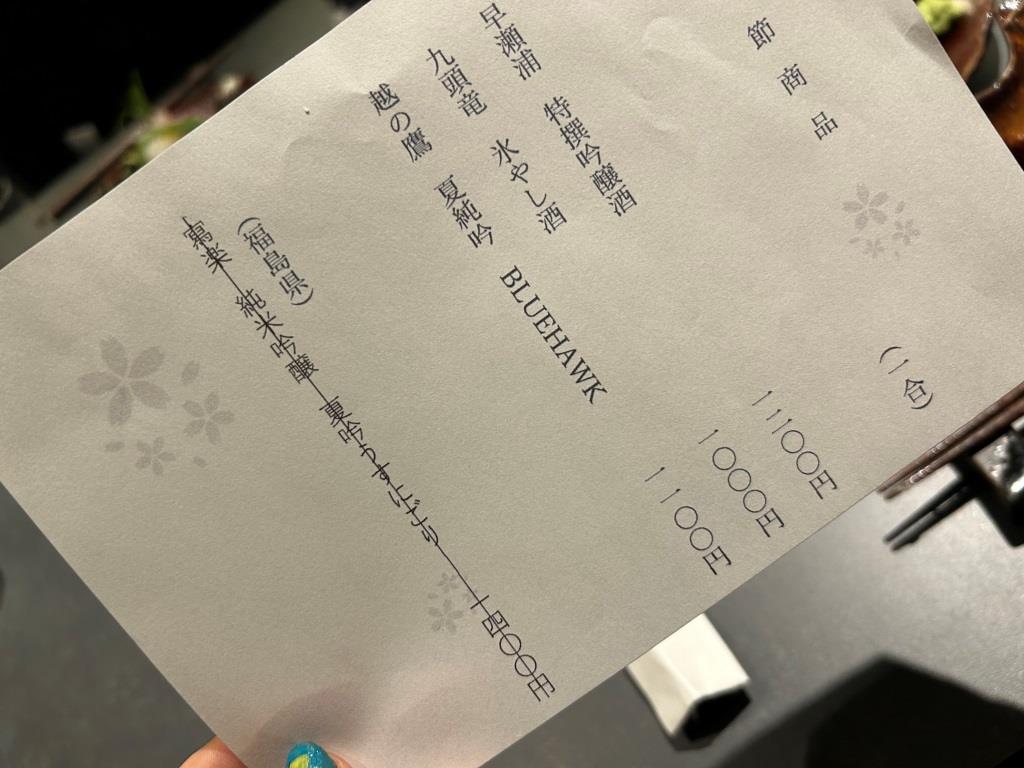 節商品 (一合)
早瀬浦 特撰吟醸酒 一二〇〇円
九頭竜 氷やし酒 一〇〇〇円
越の鷹 夏純吟 BLUEHAWK 一一〇〇円
(福島県)
寫楽 純米吟醸 夏吟うすにごり 一四〇〇円